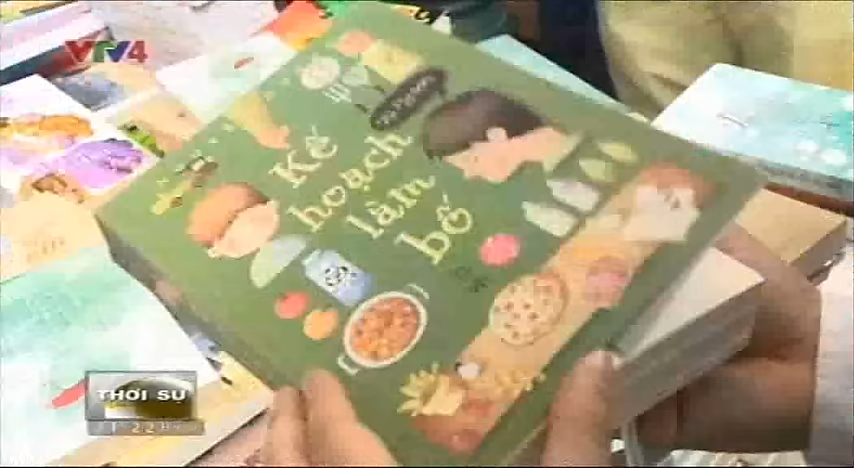 VTV4
Kế
hoạch
làm
bố
THỜI SỰ